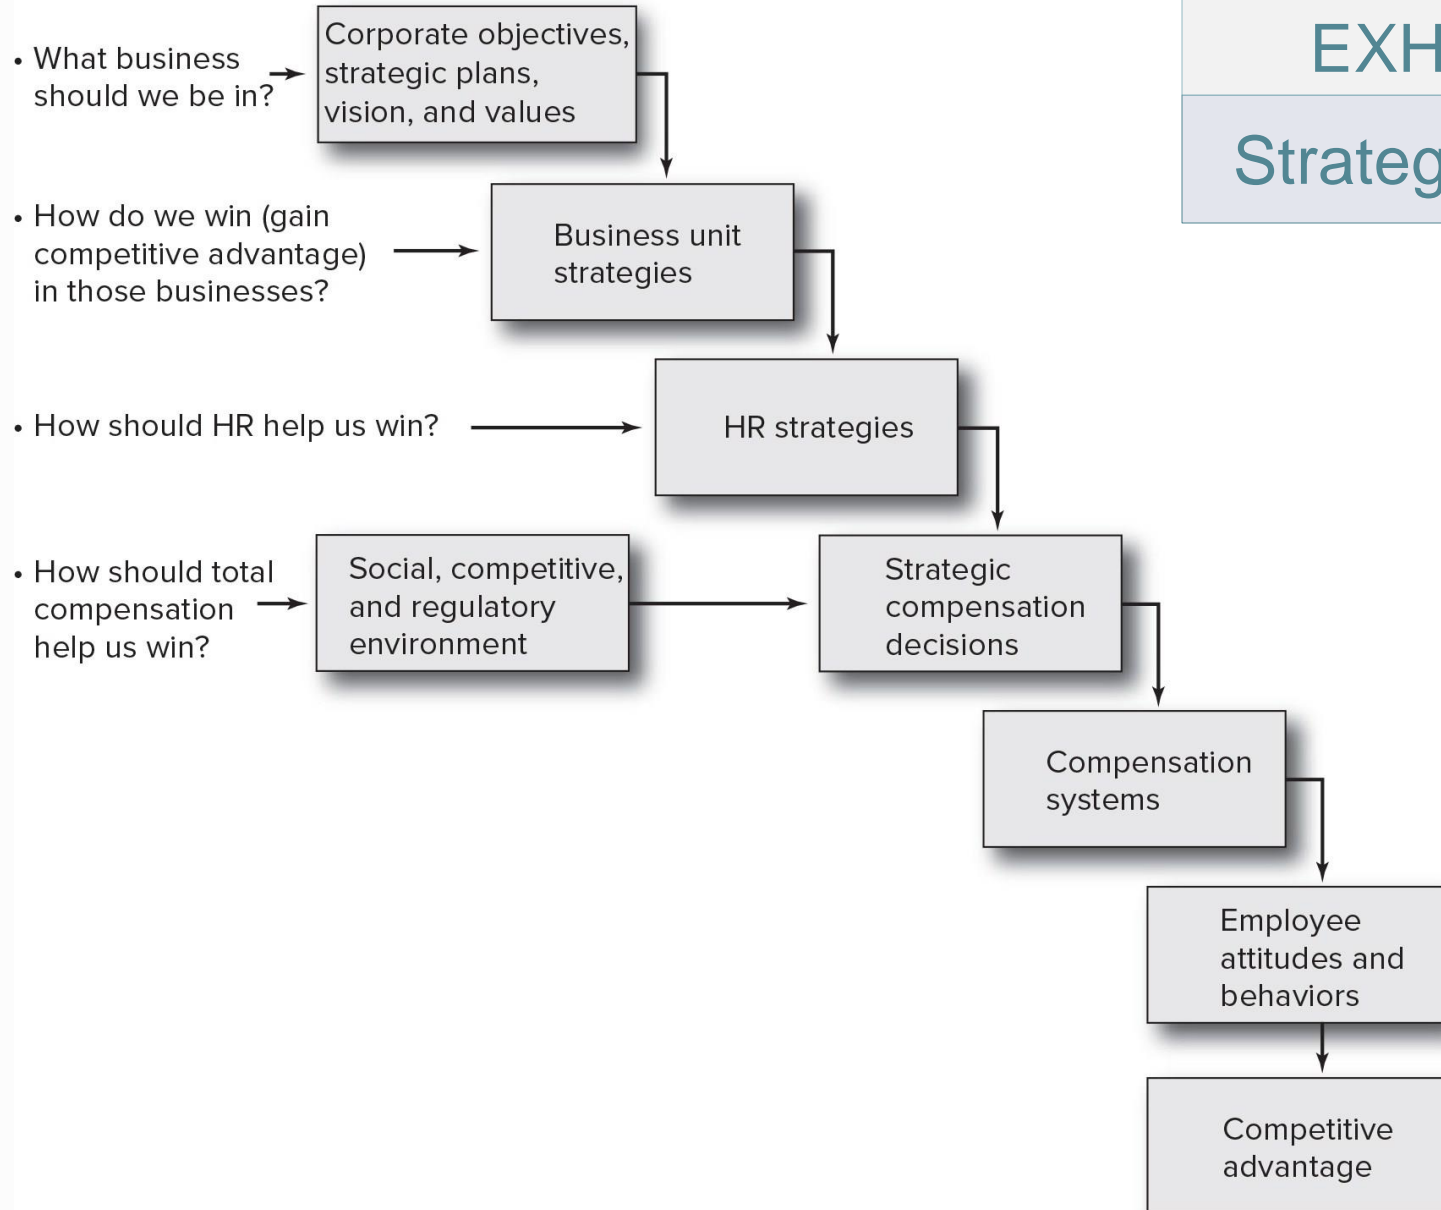 EXH
Strateg
• What business
should we be in?
Corporate objectives,
strategic plans,
vision, and values
• How do we win (gain
competitive advantage)
in those businesses?
Business unit
strategies
• How should HR help us win?
HR strategies
• How should total
compensation
help us win?
Social, competitive,
and regulatory
environment
Strategic
compensation
decisions
Compensation
systems
Employee
attitudes and
behaviors
Competitive
advantage